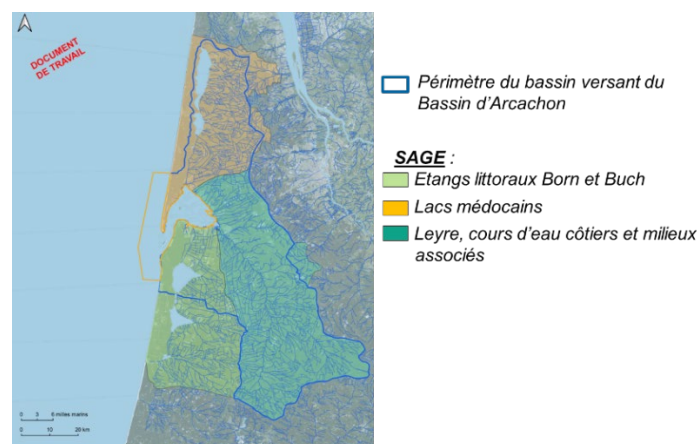 DOCUMENT
DE TRAVAIL
Périmètre du bassin versant du
Bassin d'Arcachon
SAGE :
Etangs littoraux Born et Buch
Lacs médocains
Leyre, cours d'eau côtiers et milieux
associés
0 3 6 milles marins
0 10 20 km